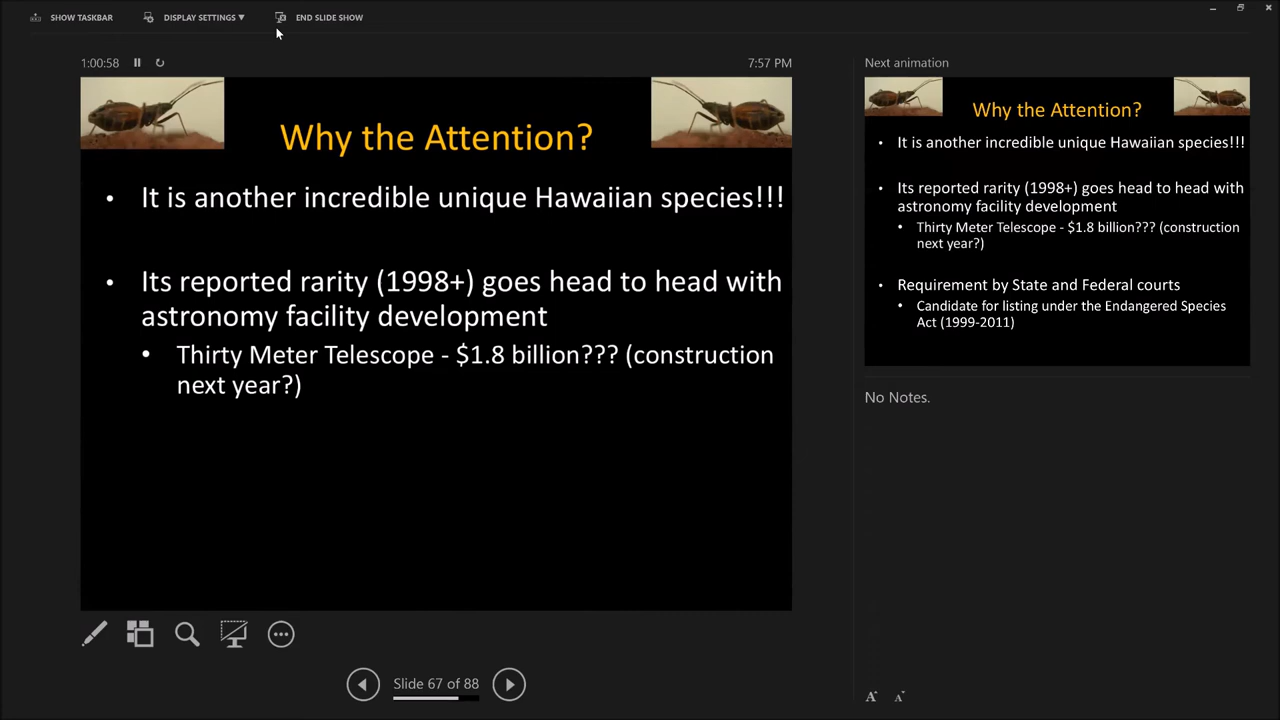 SHOW TASKBAR
DISPLAY SETTINGS ▼
END SLIDE SHOW
1:00:58
7:57 PM
Why the Attention?
• It is another incredible unique Hawaiian species!!!
• Its reported rarity (1998+) goes head to head with
astronomy facility development
• Thirty Meter Telescope - $1.8 billion??? (construction
next year?)
Slide 67 of 88
Next animation
Why the Attention?
• It is another incredible unique Hawaiian species!!!
• Its reported rarity (1998+) goes head to head with
astronomy facility development
• Thirty Meter Telescope - $1.8 billion??? (construction
next year?)
• Requirement by State and Federal courts
• Candidate for listing under the Endangered Species
Act (1999-2011)
No Notes.
A A